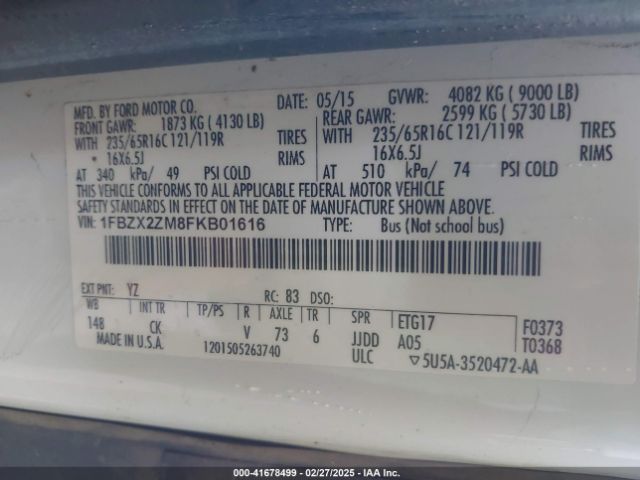 MFD. BY FORD MOTOR CO. DATE: 05/15 GVWR: 4082 KG ( 9000 LB)
FRONT GAWR: 1873 KG ( 4130 LB) REAR GAWR: 2599 KG ( 5730 LB)
WITH 235/65R16C 121/119R TIRES WITH 235/65R16C 121/119R TIRES
16X6.5J RIMS 16X6.5J RIMS
AT 340 kPa/ 49 PSI COLD AT 510 kPa/ 74 PSI COLD
THIS VEHICLE CONFORMS TO ALL APPLICABLE FEDERAL MOTOR VEHICLE
SAFETY STANDARDS IN EFFECT ON THE DATE OF MANUFACTURE SHOWN ABOVE.
VIN: 1FBZX2ZM8FKB01616 TYPE: Bus (Not school bus)
EXT PNT: YZ RC: 83 DSO:
WB INT TR TP/PS R AXLE TR SPR ETG17 F0373
148 CK V 73 6 JJDD A05 T0368
MADE IN U.S.A. 1201505263740 ULC ▽5U5A-3520472-AA
000-41678499 - 02/27/2025 - IAA Inc.